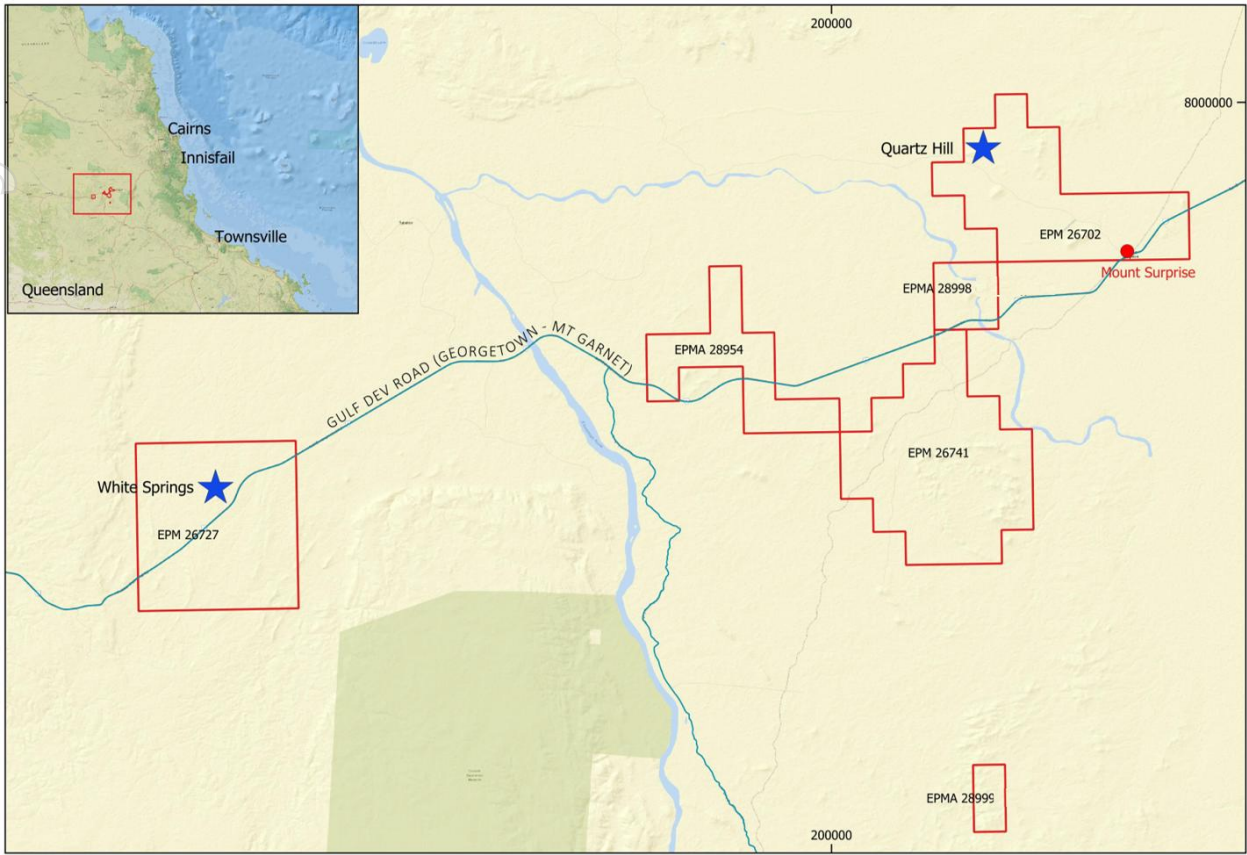 200000
8000000
Cairns
Innisfail
Townsville
Queensland
Quartz Hill
EPM 26702
Mount Surprise
EPMA 28998
EPMA 28954
GULF DEV ROAD (GEORGETOWN - MT GARNET)
EPM 26741
White Springs
EPM 26727
EPMA 28999
200000